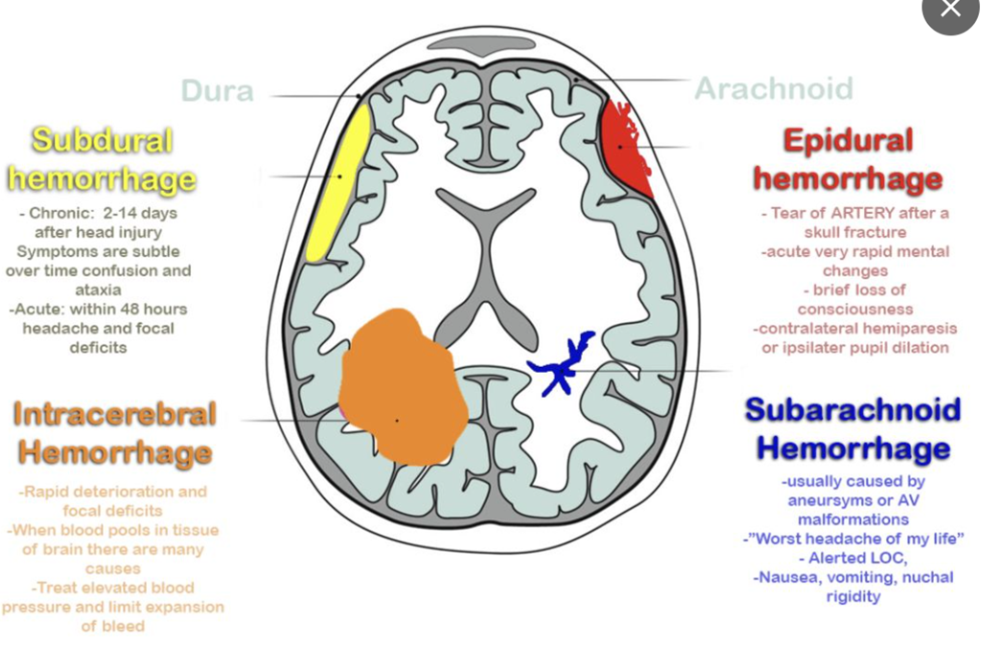 Dura
Arachnoid
Subdural
hemorrhage
- Chronic: 2-14 days
after head injury
Symptoms are subtle
over time confusion and
ataxia
-Acute: within 48 hours
headache and focal
deficits
Epidural
hemorrhage
- Tear of ARTERY after a
skull fracture
-acute very rapid mental
changes
- brief loss of
consciousness
-contralateral hemiparesis
or ipsilater pupil dilation
Intracerebral
Hemorrhage
-Rapid deterioration and
focal deficits
-When blood pools in tissue
of brain there are many
causes
-Treat elevated blood
pressure and limit expansion
of bleed
Subarachnoid
Hemorrhage
-usually caused by
aneursyms or AV
malformations
-"Worst headache of my life"
- Alerted LOC,
-Nausea, vomiting, nuchal
rigidity